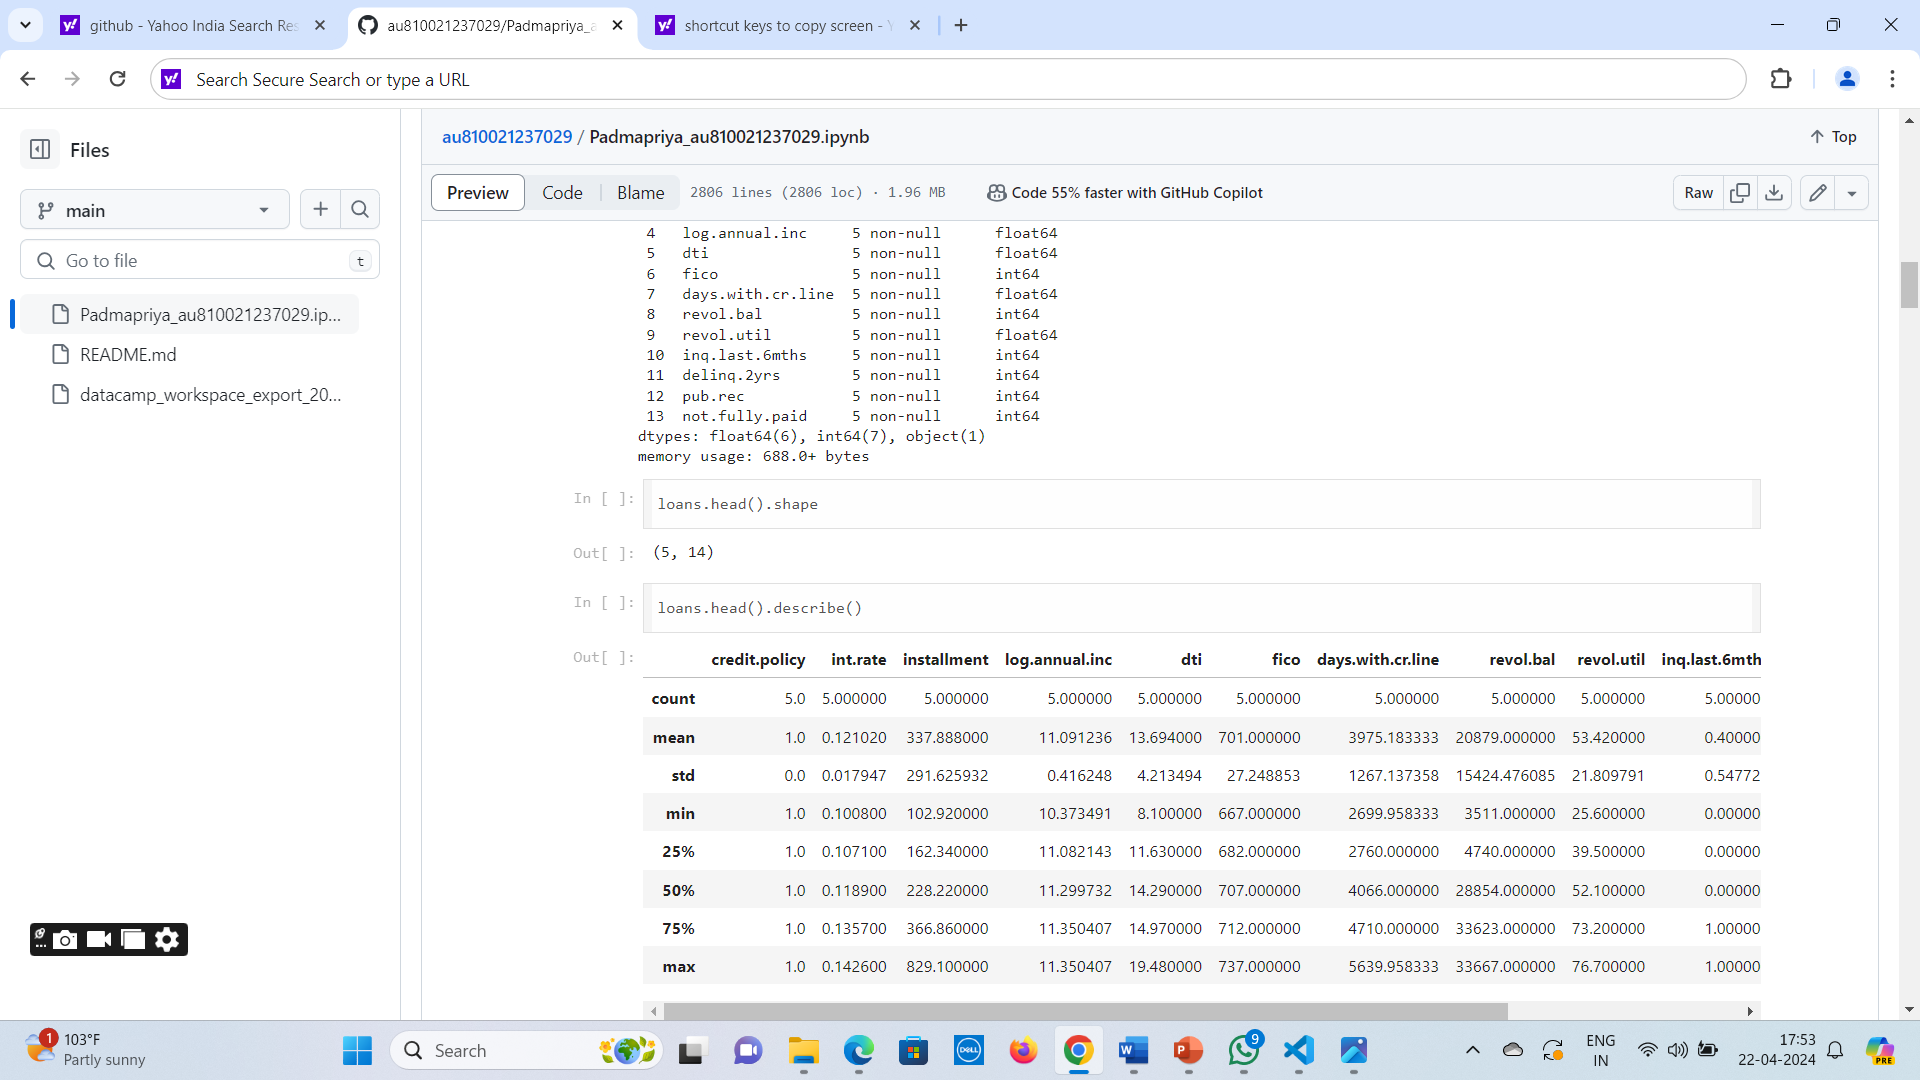 github - Yahoo India Search Res
au810021237029/Padmapriya_a
shortcut keys to copy screen - Y
Search Secure Search or type a URL
Files
au810021237029 / Padmapriya_au810021237029.ipynb
Top
main
Preview Code Blame 2806 lines (2806 loc) · 1.96 MB Code 55% faster with GitHub Copilot Raw
Go to file t
Padmapriya_au810021237029.ip...
README.md
datacamp_workspace_export_20...
4 log.annual.inc 5 non-null float64
5 dti 5 non-null float64
6 fico 5 non-null int64
7 days.with.cr.line 5 non-null float64
8 revol.bal 5 non-null int64
9 revol.util 5 non-null float64
10 inq.last.6mths 5 non-null int64
11 delinq.2yrs 5 non-null int64
12 pub.rec 5 non-null int64
13 not.fully.paid 5 non-null int64
dtypes: float64(6), int64(7), object(1)
memory usage: 688.0+ bytes
In [ ]: loans.head().shape
Out[ ]: (5, 14)
In [ ]: loans.head().describe()
Out[ ]: credit.policy int.rate installment log.annual.inc dti fico days.with.cr.line revol.bal revol.util inq.last.6mth
count 5.0 5.000000 5.000000 5.000000 5.000000 5.000000 5.000000 5.000000 5.000000 5.00000
mean 1.0 0.121020 337.888000 11.091236 13.694000 701.000000 3975.183333 20879.000000 53.420000 0.40000
std 0.0 0.017947 291.625932 0.416248 4.213494 27.248853 1267.137358 15424.476085 21.809791 0.54772
min 1.0 0.100800 102.920000 10.373491 8.100000 667.000000 2699.958333 3511.000000 25.600000 0.00000
25% 1.0 0.107100 162.340000 11.082143 11.630000 682.000000 2760.000000 4740.000000 39.500000 0.00000
50% 1.0 0.118900 228.220000 11.299732 14.290000 707.000000 4066.000000 28854.000000 52.100000 0.00000
75% 1.0 0.135700 366.860000 11.350407 14.970000 712.000000 4710.000000 33623.000000 73.200000 1.00000
max 1.0 0.142600 829.100000 11.350407 19.480000 737.000000 5639.958333 33667.000000 76.700000 1.00000
1
103°F
Partly sunny
Search
DELL
9
ENG
IN
17:53
22-04-2024
PRE